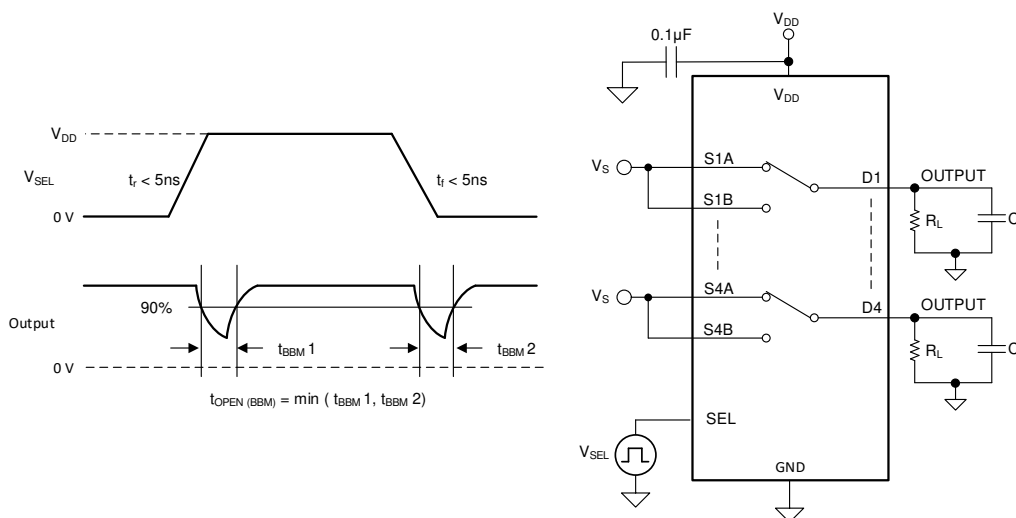 V_DD
V_SEL
t_r < 5ns
t_f < 5ns
0 V
90%
Output
t_BBM 1
t_BBM 2
0 V
t_OPEN (BBM) = min ( t_BBM 1, t_BBM 2)
V_DD
0.1µF
V_DD
V_S
S1A
D1
OUTPUT
S1B
R_L
C
V_S
S4A
D4
OUTPUT
S4B
R_L
C
SEL
V_SEL
GND